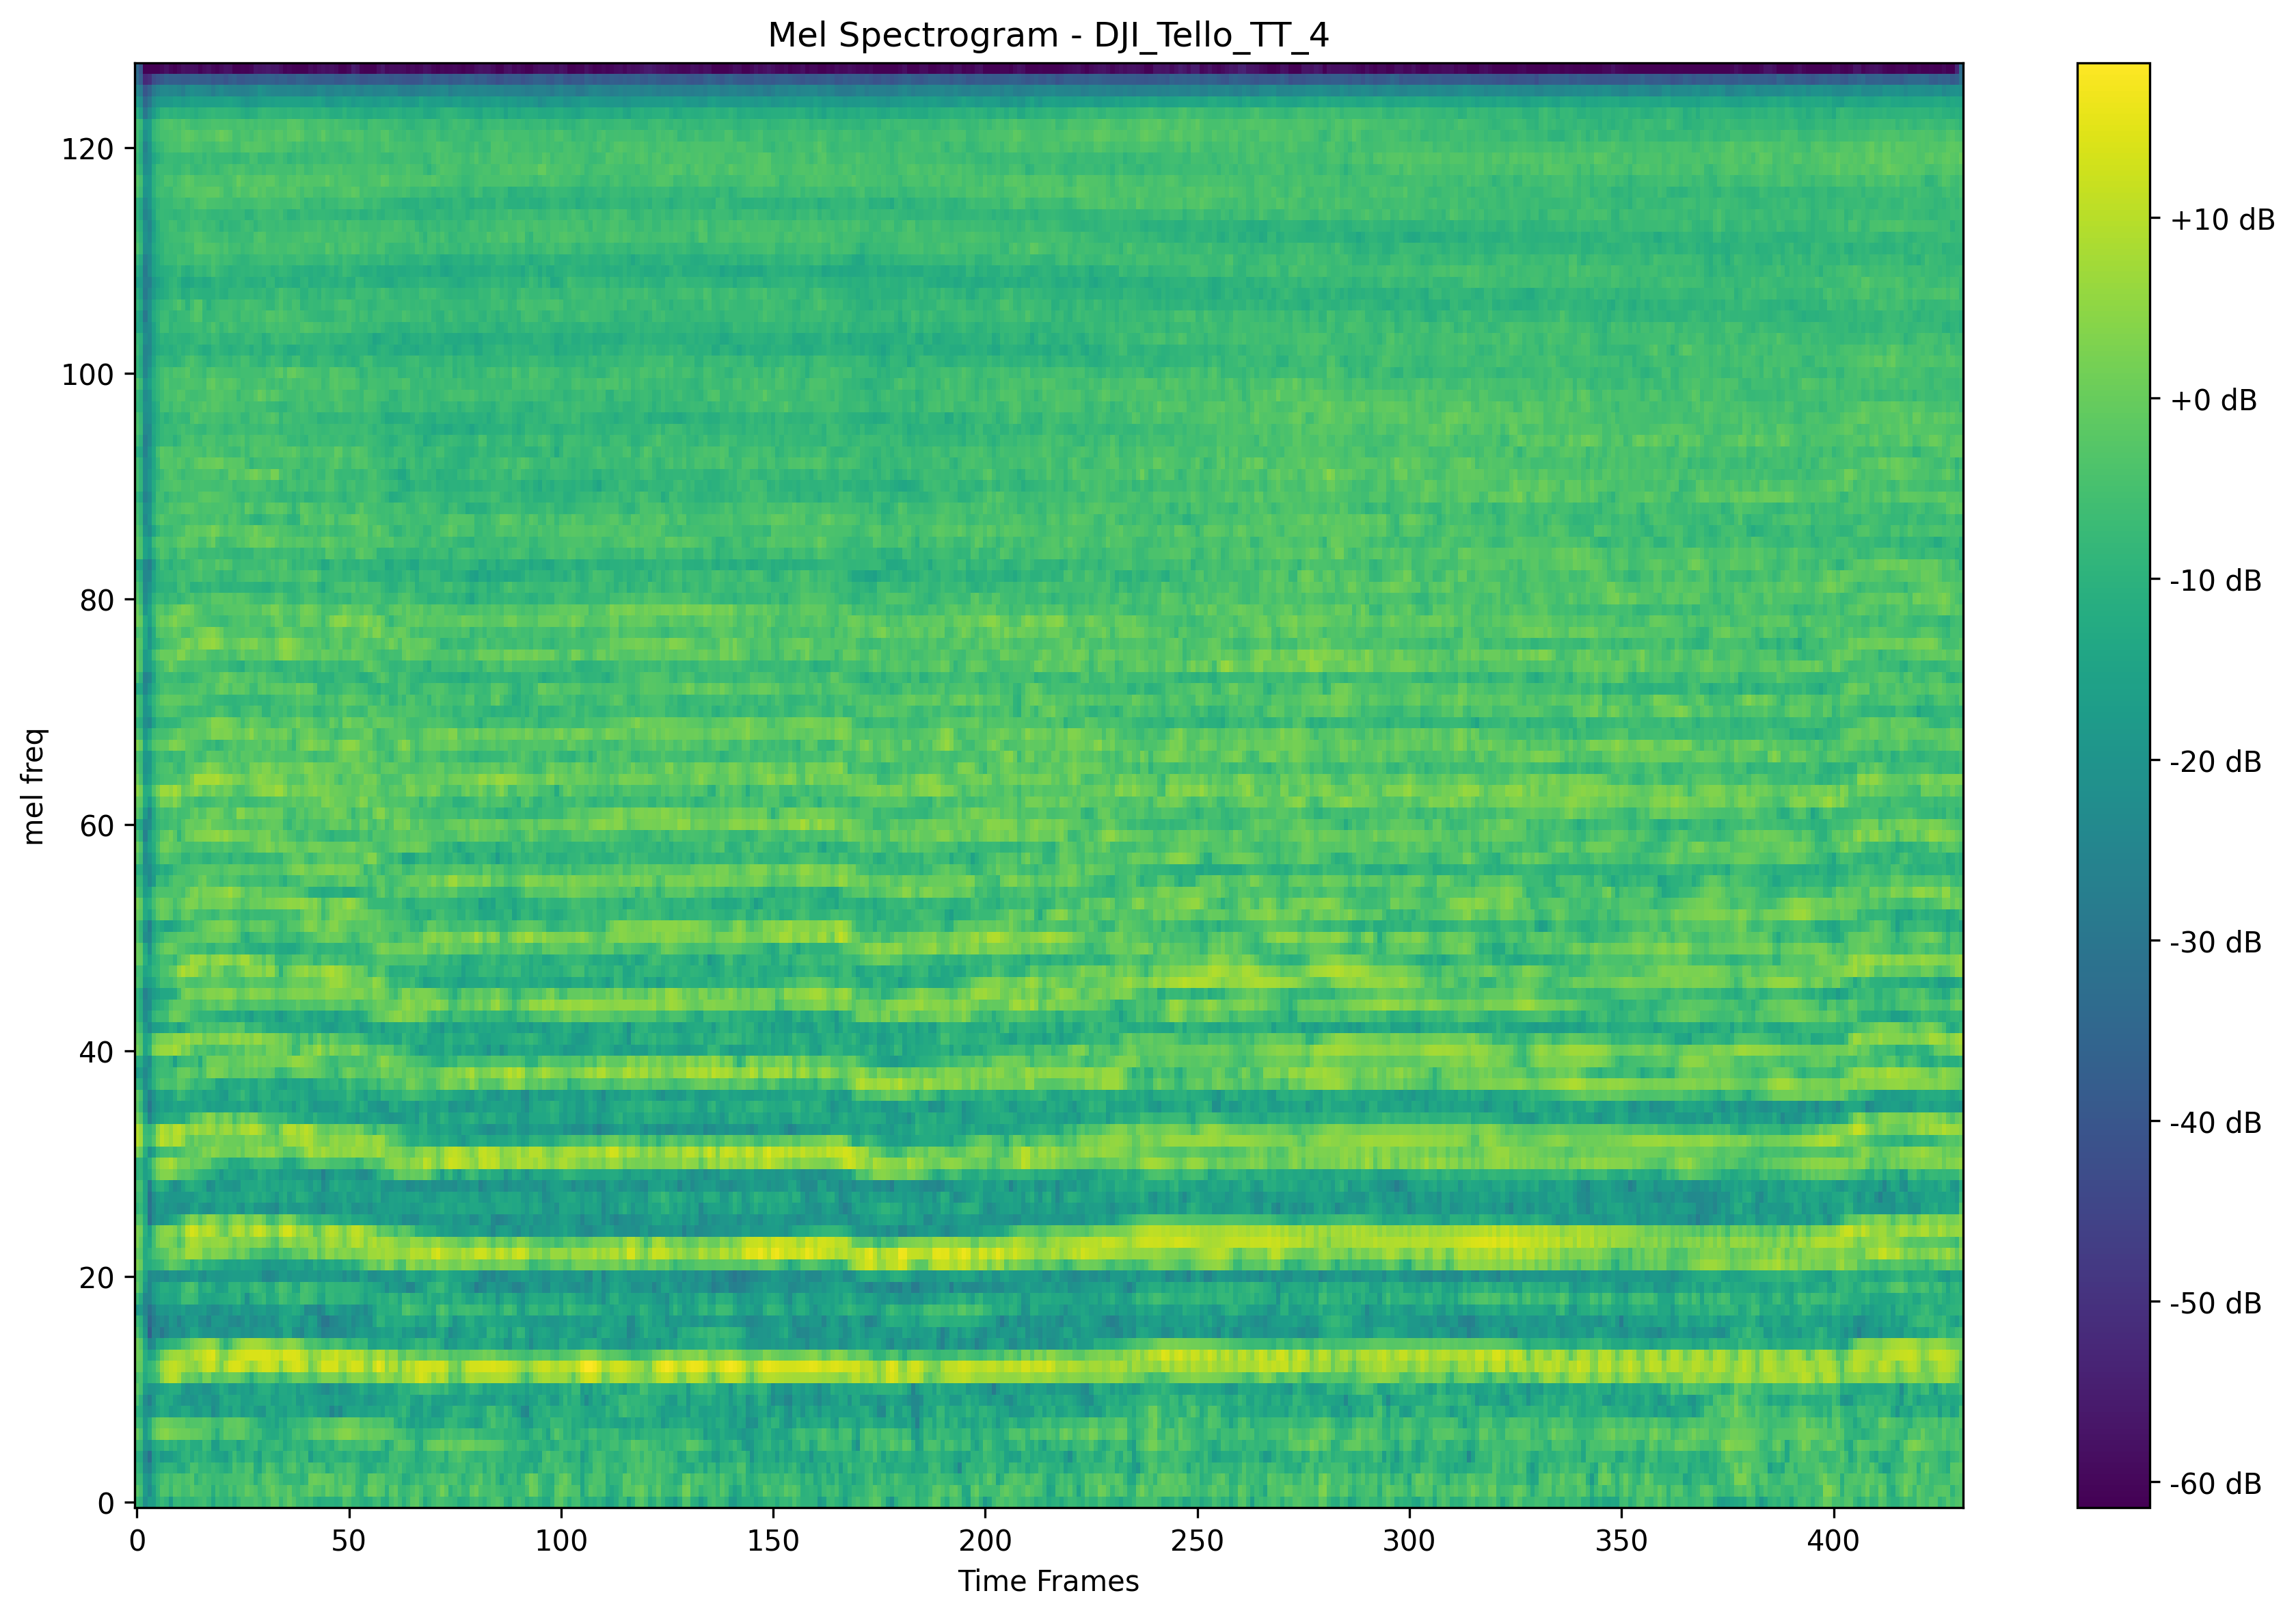 Mel Spectrogram - DJI_Tello_TT_4
mel freq
120
100
80
60
40
20
0
0 50 100 150 200 250 300 350 400
Time Frames
+10 dB
+0 dB
-10 dB
-20 dB
-30 dB
-40 dB
-50 dB
-60 dB